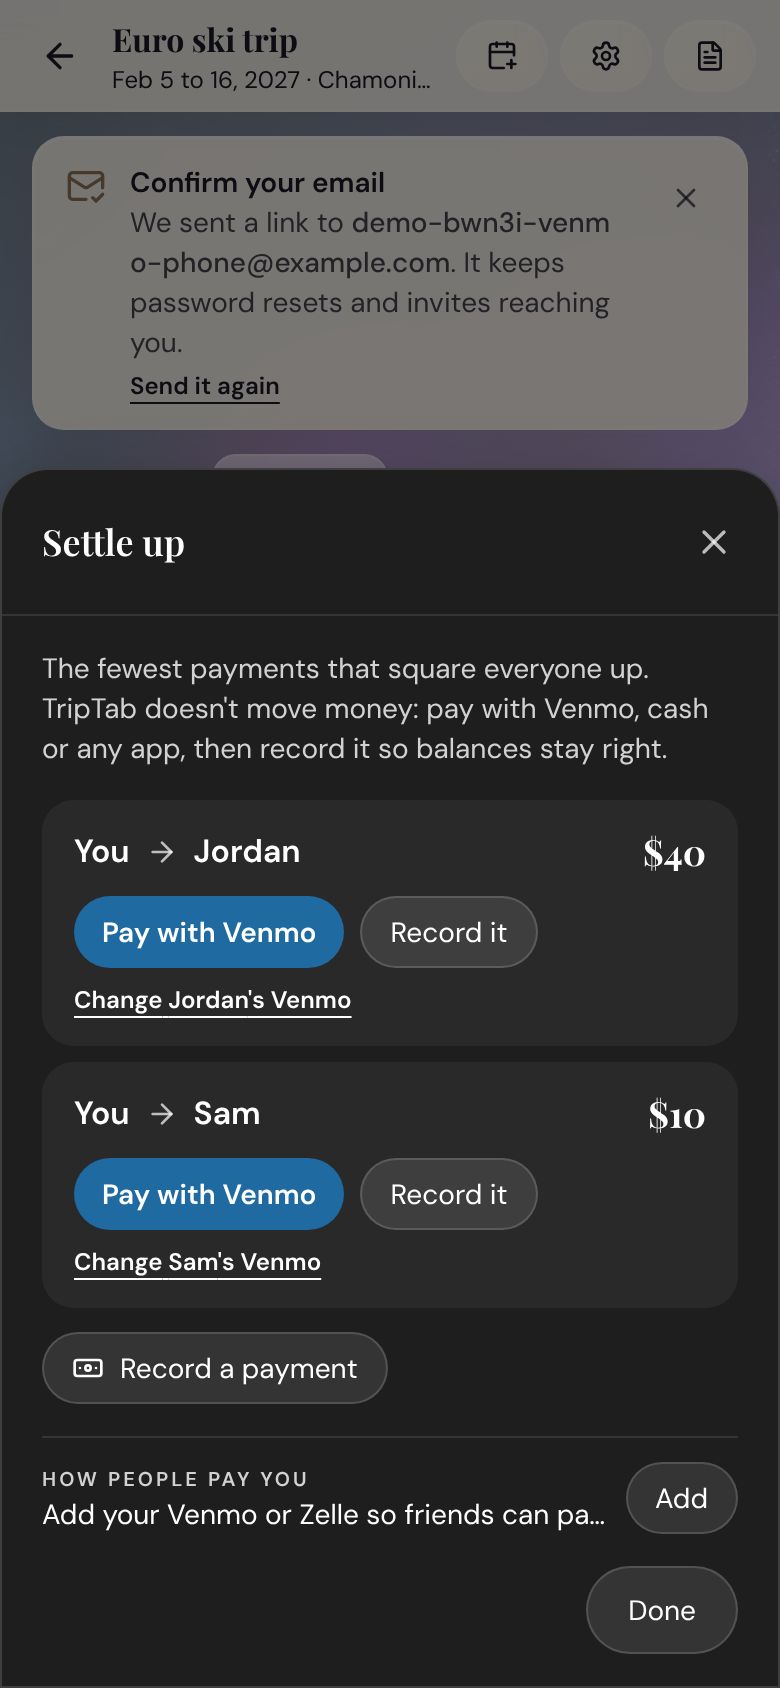 Euro ski trip
Feb 5 to 16, 2027 · Chamoni...
Confirm your email
We sent a link to demo-bwn3i-venm
o-phone@example.com. It keeps
password resets and invites reaching
you.
Send it again
Settle up
The fewest payments that square everyone up.
TripTab doesn't move money: pay with Venmo, cash
or any app, then record it so balances stay right.
You → Jordan $40
Pay with Venmo Record it
Change Jordan's Venmo
You → Sam $10
Pay with Venmo Record it
Change Sam's Venmo
Record a payment
HOW PEOPLE PAY YOU
Add your Venmo or Zelle so friends can pa...
Add
Done